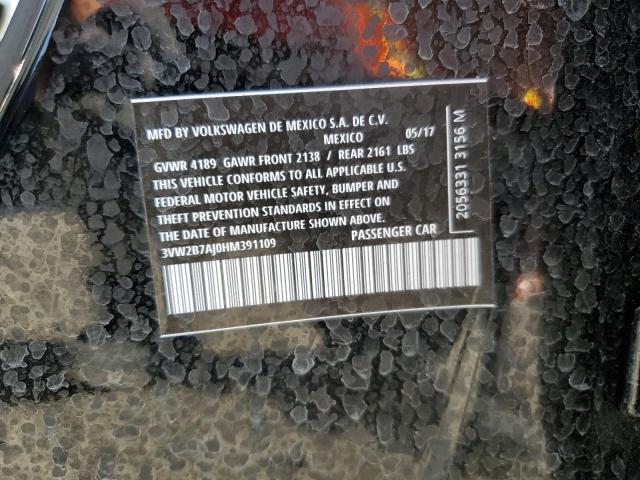 MFD BY VOLKSWAGEN DE MEXICO S.A. DE C.V.
MEXICO 05/17
GVWR 4189 GAWR FRONT 2138 / REAR 2161 LBS
THIS VEHICLE CONFORMS TO ALL APPLICABLE U.S.
FEDERAL MOTOR VEHICLE SAFETY, BUMPER AND
THEFT PREVENTION STANDARDS IN EFFECT ON
THE DATE OF MANUFACTURE SHOWN ABOVE.
3VW2B7AJ0HM391109 PASSENGER CAR
2056331 3156 M